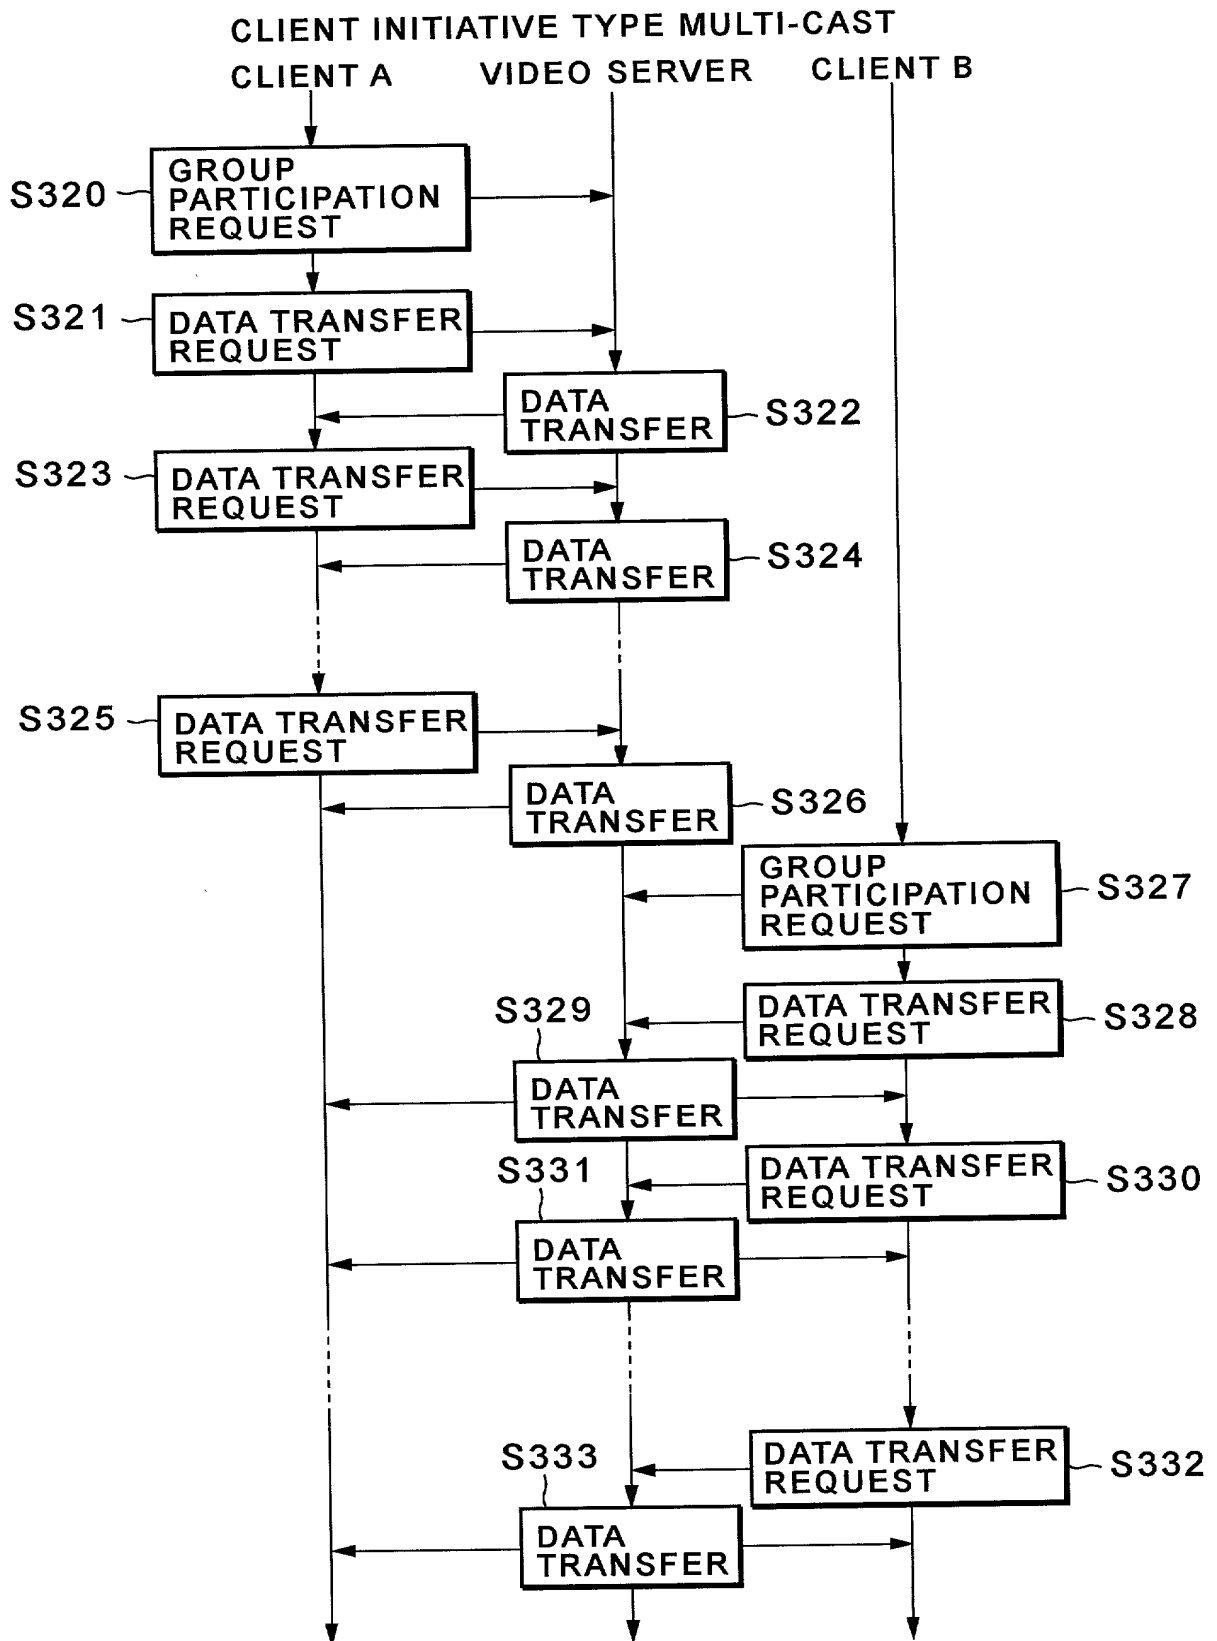 CLIENT INITIATIVE TYPE MULTI-CAST
CLIENT A
VIDEO SERVER
CLIENT B
S320
GROUP
PARTICIPATION
REQUEST
S321
DATA TRANSFER
REQUEST
DATA
TRANSFER
S322
S323
DATA TRANSFER
REQUEST
DATA
TRANSFER
S324
S325
DATA TRANSFER
REQUEST
DATA
TRANSFER
S326
GROUP
PARTICIPATION
REQUEST
S327
DATA TRANSFER
REQUEST
S328
S329
DATA
TRANSFER
DATA TRANSFER
REQUEST
S330
S331
DATA
TRANSFER
DATA TRANSFER
REQUEST
S332
S333
DATA
TRANSFER